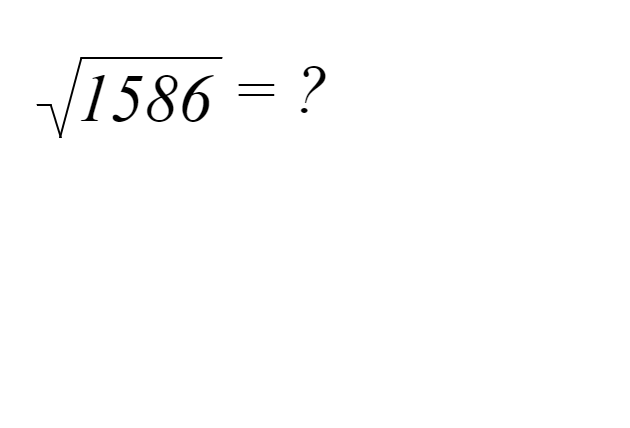 √1586 = ?